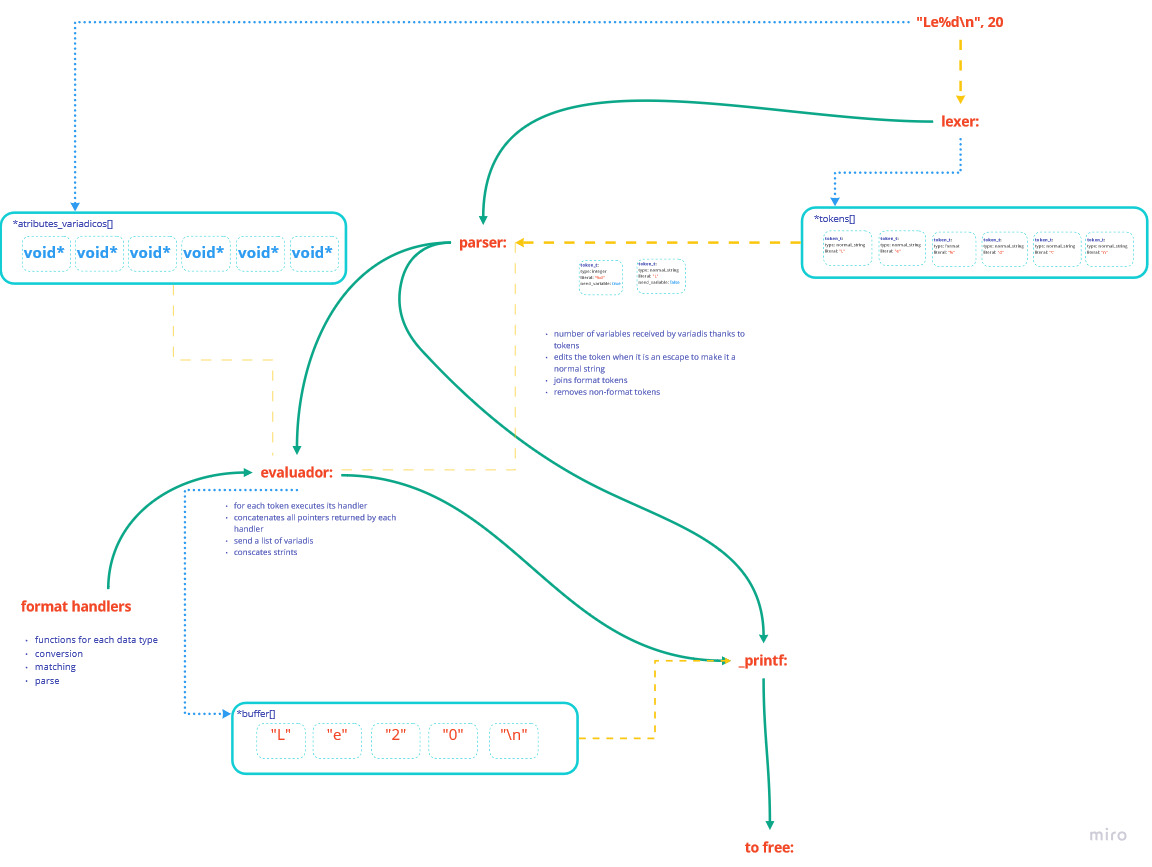 "Le%d\n", 20
lexer:
*atributes_variadicos[]
void* void* void* void* void* void*
*tokens[]
token_t:
type: normal_string
literal: "L"
token_t:
type: normal_string
literal: "e"
token_t:
type: format
literal: "%"
token_t:
type: normal_string
literal: "d"
token_t:
type: normal_string
token_t:
type: normal_string
parser:
token_t:
type: integer
literal: "%d"
need_variable: true
token_t:
type: normal_string
need_variable: false
• number of variables received by variadis thanks to
tokens
• edits the token when it is an escape to make it a
normal string
• joins format tokens
• removes non-format tokens
evaluador:
• for each token executes its handler
• concatenates all pointers returned by each
handler
• send a list of variadis
• conscates strints
format handlers
• functions for each data type
• conversion
• matching
• parse
_printf:
*buffer[]
"L" "e" "2" "0" "\n"
to free:
miro